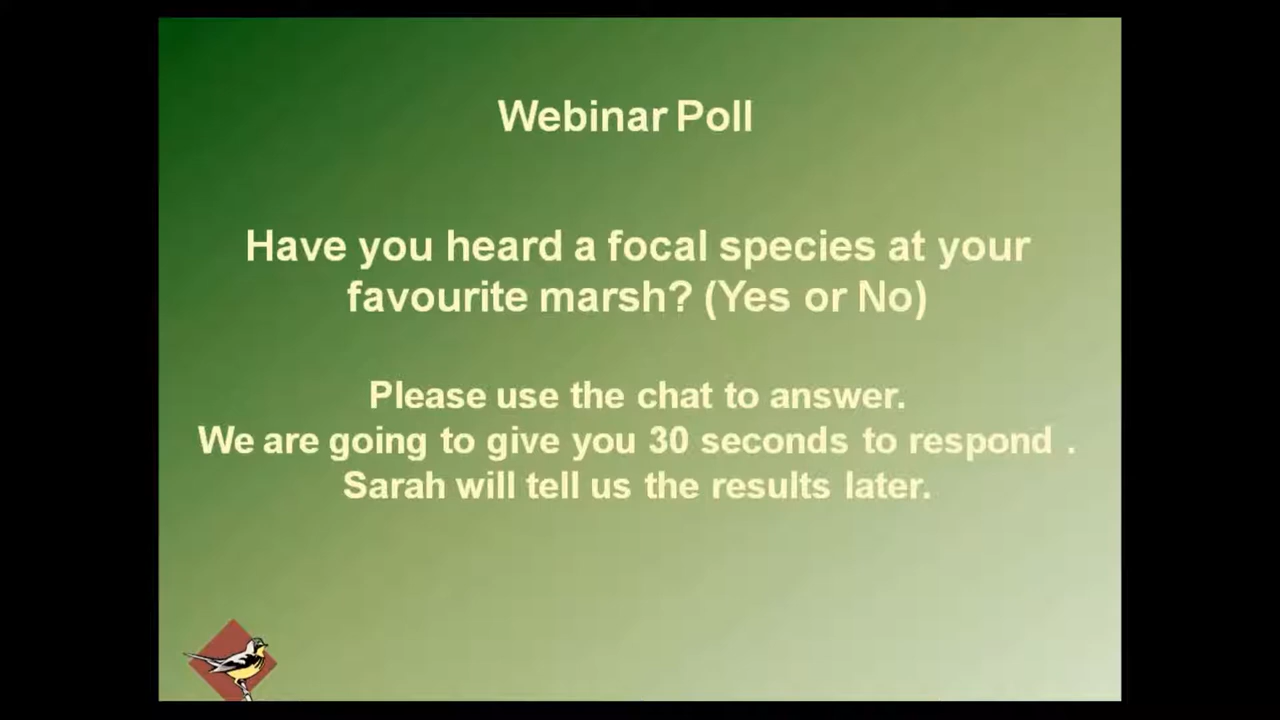 Webinar Poll
Have you heard a focal species at your
favourite marsh? (Yes or No)
Please use the chat to answer.
We are going to give you 30 seconds to respond .
Sarah will tell us the results later.